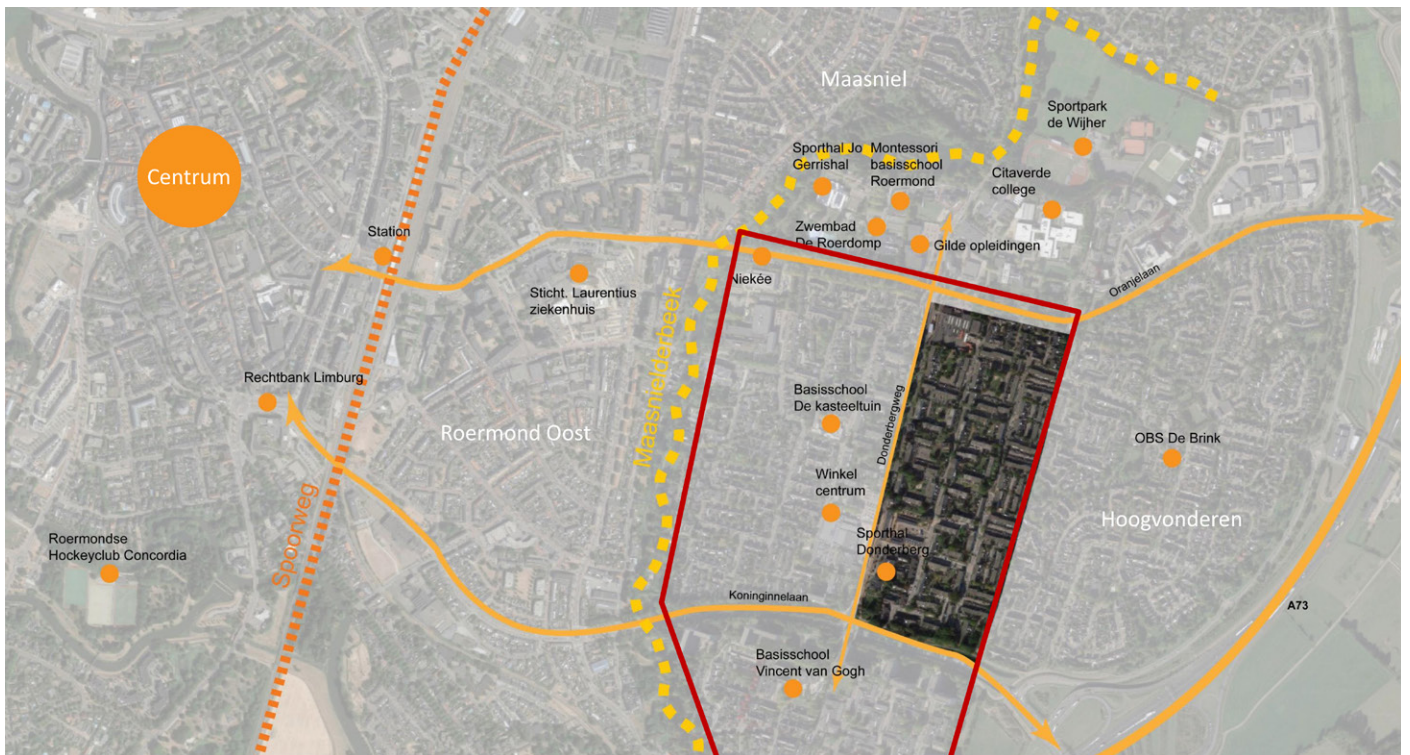 Maasniel
Centrum
Sportpark
de Wijher
Sporthal Jo
Gerrishal
Montessori
basisschool
Roermond
Citaverde
college
Station
Zwembad
De Roerdomp
Gilde opleidingen
Niekée
Oranjelaan
Sticht. Laurentius
ziekenhuis
Rechtbank Limburg
Maasnielderbeek
Roermond Oost
Basisschool
De kasteeltuin
Donderbergweg
OBS De Brink
Winkel
centrum
Hoogvonderen
Sporthal
Donderberg
Roermondse
Hockeyclub Concordia
Spoorweg
Koninginnelaan
A73
Basisschool
Vincent van Gogh